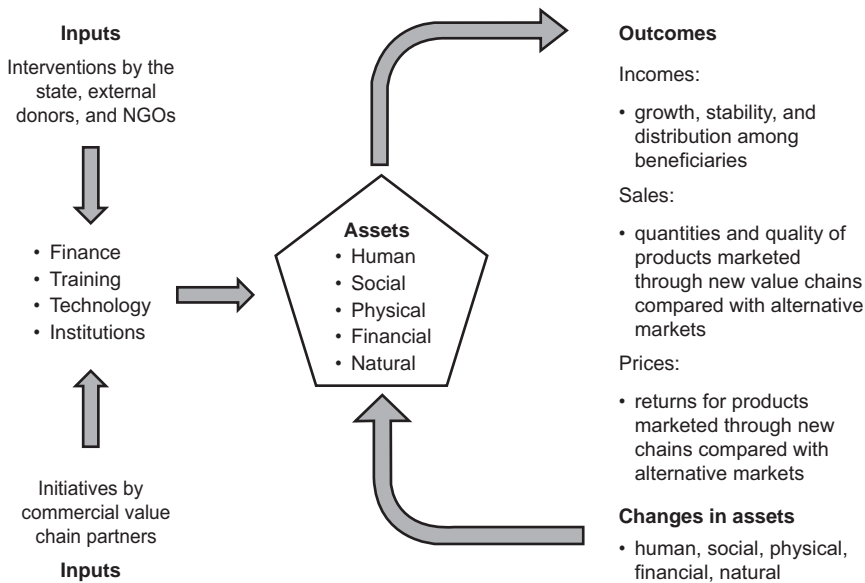 Inputs
Interventions by the
state, external
donors, and NGOs
• Finance
• Training
• Technology
• Institutions
Initiatives by
commercial value
chain partners
Inputs
Assets
• Human
• Social
• Physical
• Financial
• Natural
Outcomes
Incomes:
• growth, stability, and
distribution among
beneficiaries
Sales:
• quantities and quality of
products marketed
through new value chains
compared with alternative
markets
Prices:
• returns for products
marketed through new
chains compared with
alternative markets
Changes in assets
• human, social, physical,
financial, natural